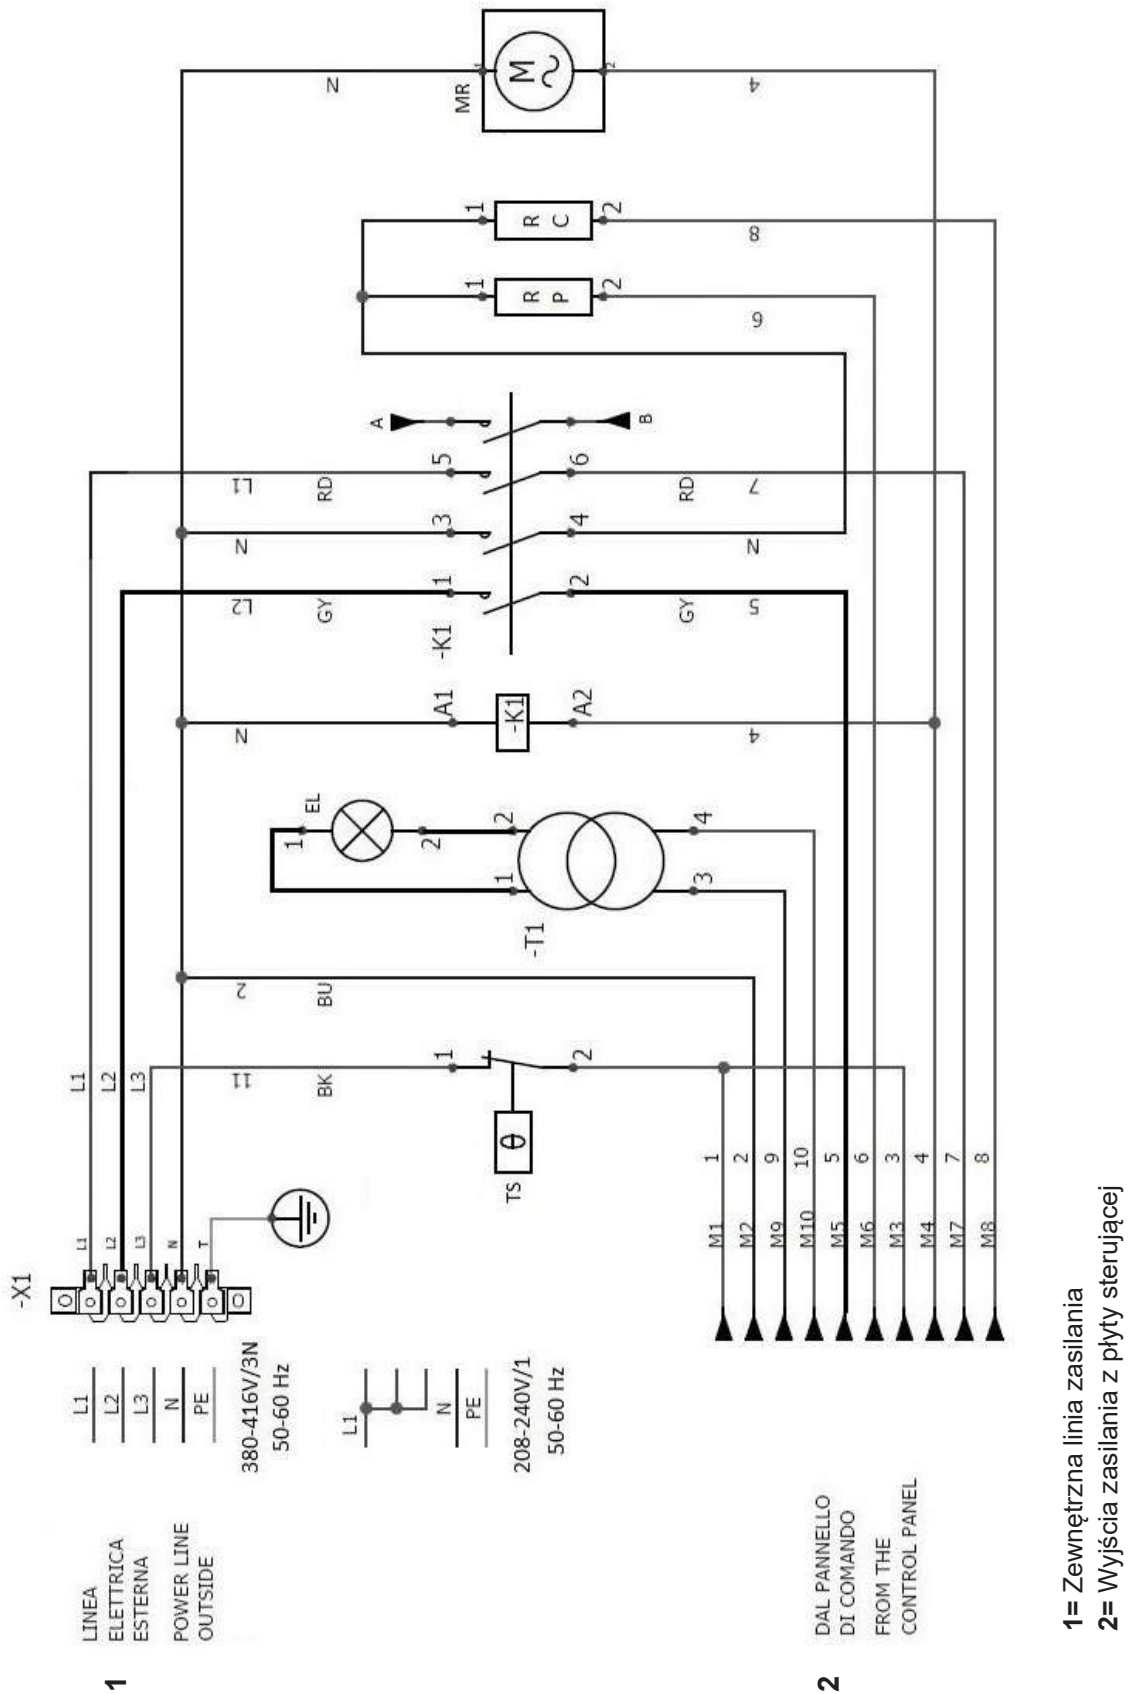 1
LINEA
ELETTRICA
ESTERNA
POWER LINE
OUTSIDE
L1
L2
L3
N
PE
380-416V/3N
50-60 Hz
L1
N
PE
208-240V/1
50-60 Hz
-X1
L1
L2
L3
N
T
L1
L2
L3
11
BK
1
2
TS
θ
2
BU
-T1
1
2
3
4
EL
1
2
N
A1
-K1
A2
4
-K1
L2
GY
1
2
GY
5
N
3
4
N
L1
RD
5
6
RD
7
A
B
1
R P
2
6
1
R C
2
8
N
MR
1
M
2
4
2
DAL PANNELLO
DI COMANDO
FROM THE
CONTROL PANEL
M1 1
M2 2
M9 9
M10 10
M5 5
M6 6
M3 3
M4 4
M7 7
M8 8
1= Zewnętrzna linia zasilania
2= Wyjścia zasilania z płyty sterującej